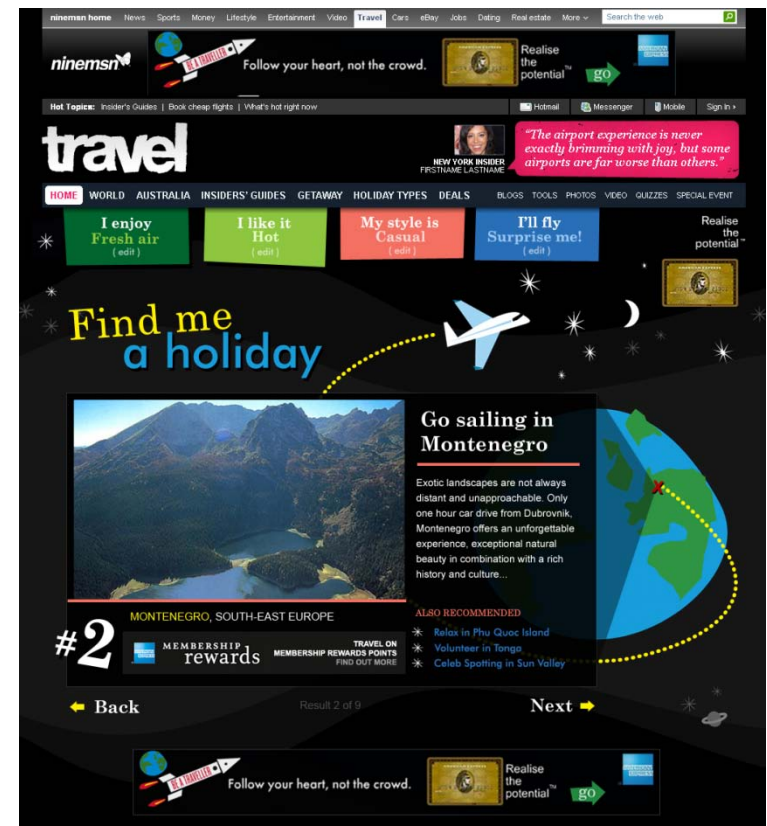 ninemsn home News Sports Money Lifestyle Entertainment Video Travel Cars eBay Jobs Dating Real estate More Search the web
ninemsn
BE A TRAVELLER
Follow your heart, not the crowd.
Realise
the
potential™
go
Hot Topics: Insider's Guides | Book cheap flights | What's hot right now
Hotmail Messenger Mobile Sign In
travel
NEW YORK INSIDER
FIRSTNAME LASTNAME
"The airport experience is never
exactly brimming with joy, but some
airports are far worse than others."
HOME WORLD AUSTRALIA INSIDERS' GUIDES GETAWAY HOLIDAY TYPES DEALS BLOGS TOOLS PHOTOS VIDEO QUIZZES SPECIAL EVENT
I enjoy
Fresh air
( edit )
I like it
Hot
( edit )
My style is
Casual
( edit )
I'll fly
Surprise me!
( edit )
Realise
the
potential™
Find me
a holiday
Go sailing in
Montenegro
Exotic landscapes are not always
distant and unapproachable. Only
one hour car drive from Dubrovnik,
Montenegro offers an unforgettable
experience, exceptional natural
beauty in combination with a rich
history and culture...
#2
MONTENEGRO, SOUTH-EAST EUROPE
MEMBERSHIP
rewards
TRAVEL ON
MEMBERSHIP REWARDS POINTS
FIND OUT MORE
ALSO RECOMMENDED
Relax in Phu Quoc Island
Volunteer in Tonga
Celeb Spotting in Sun Valley
Back
Result 2 of 9
Next
BE A TRAVELLER
Follow your heart, not the crowd.
Realise
the
potential™
go